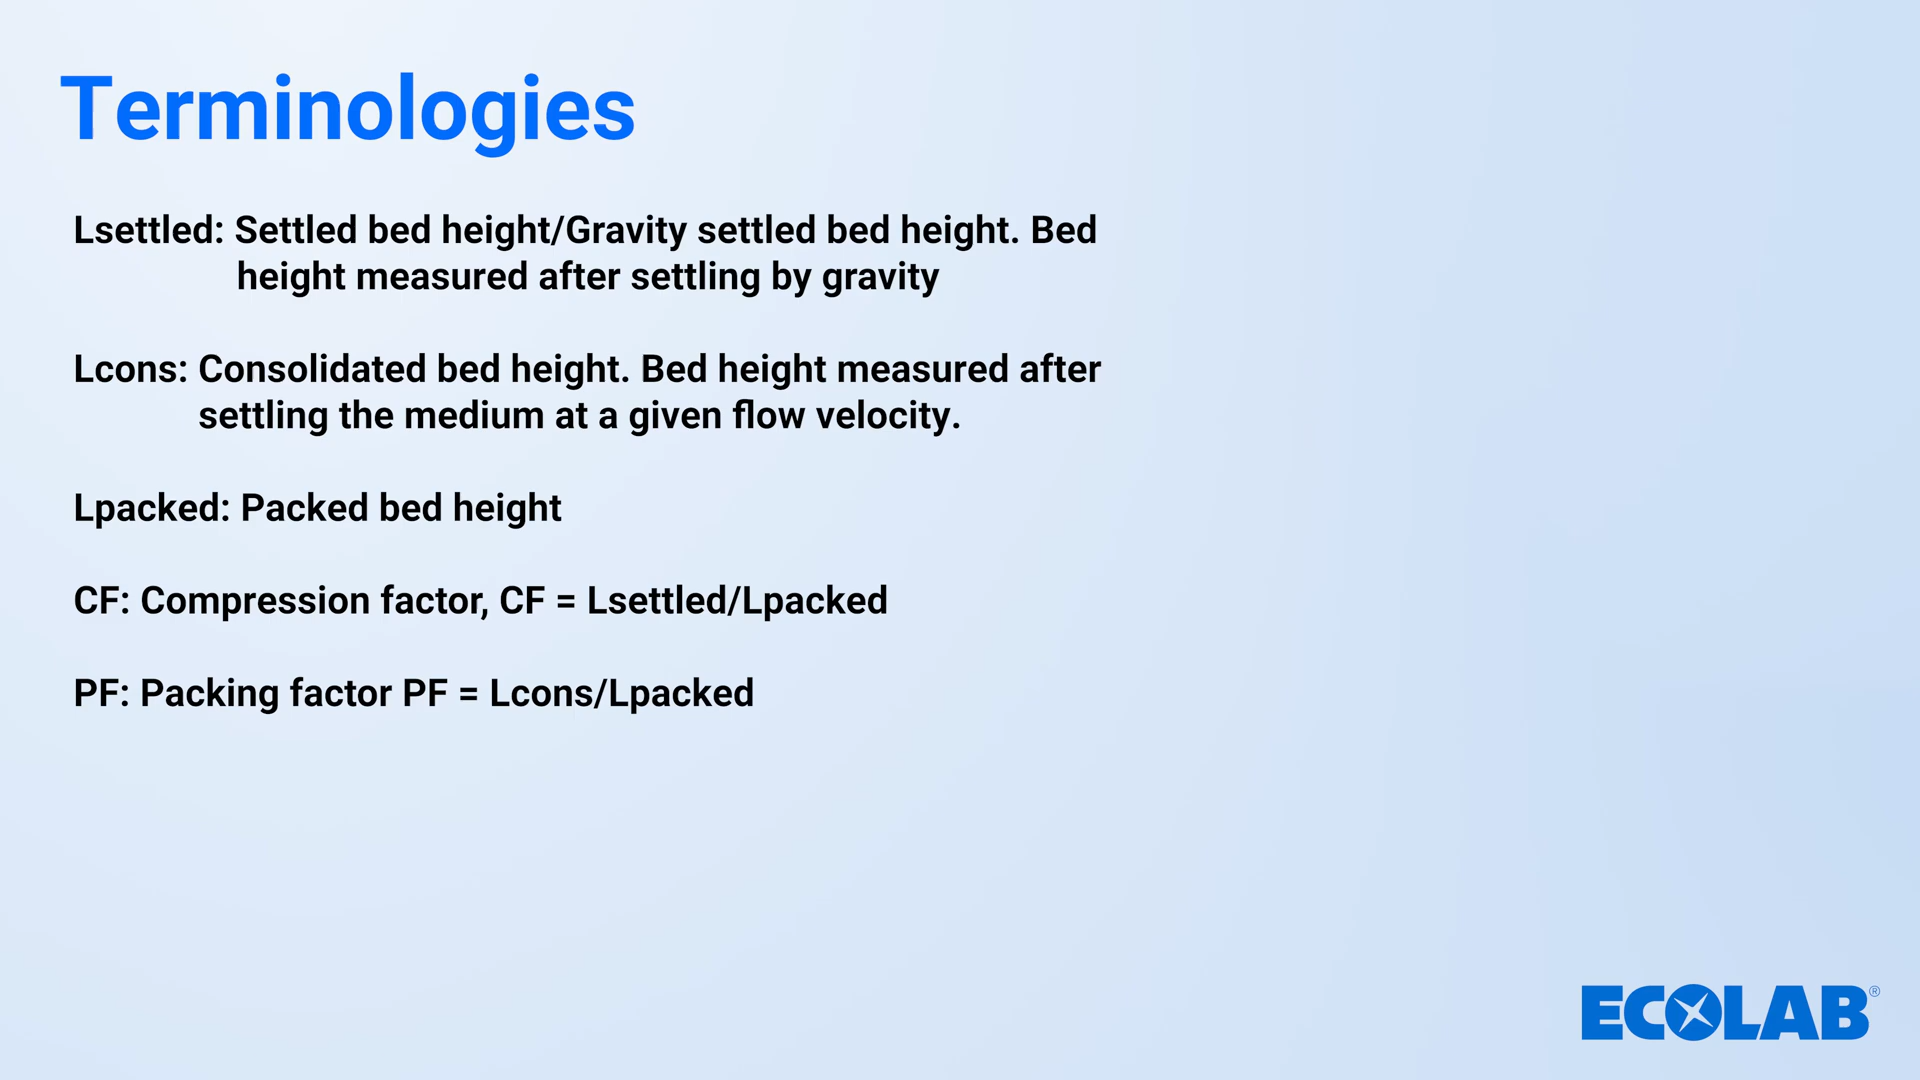 Terminologies
Lsettled: Settled bed height/Gravity settled bed height. Bed
height measured after settling by gravity
Lcons: Consolidated bed height. Bed height measured after
settling the medium at a given flow velocity.
Lpacked: Packed bed height
CF: Compression factor, CF = Lsettled/Lpacked
PF: Packing factor PF = Lcons/Lpacked
ECOLAB®